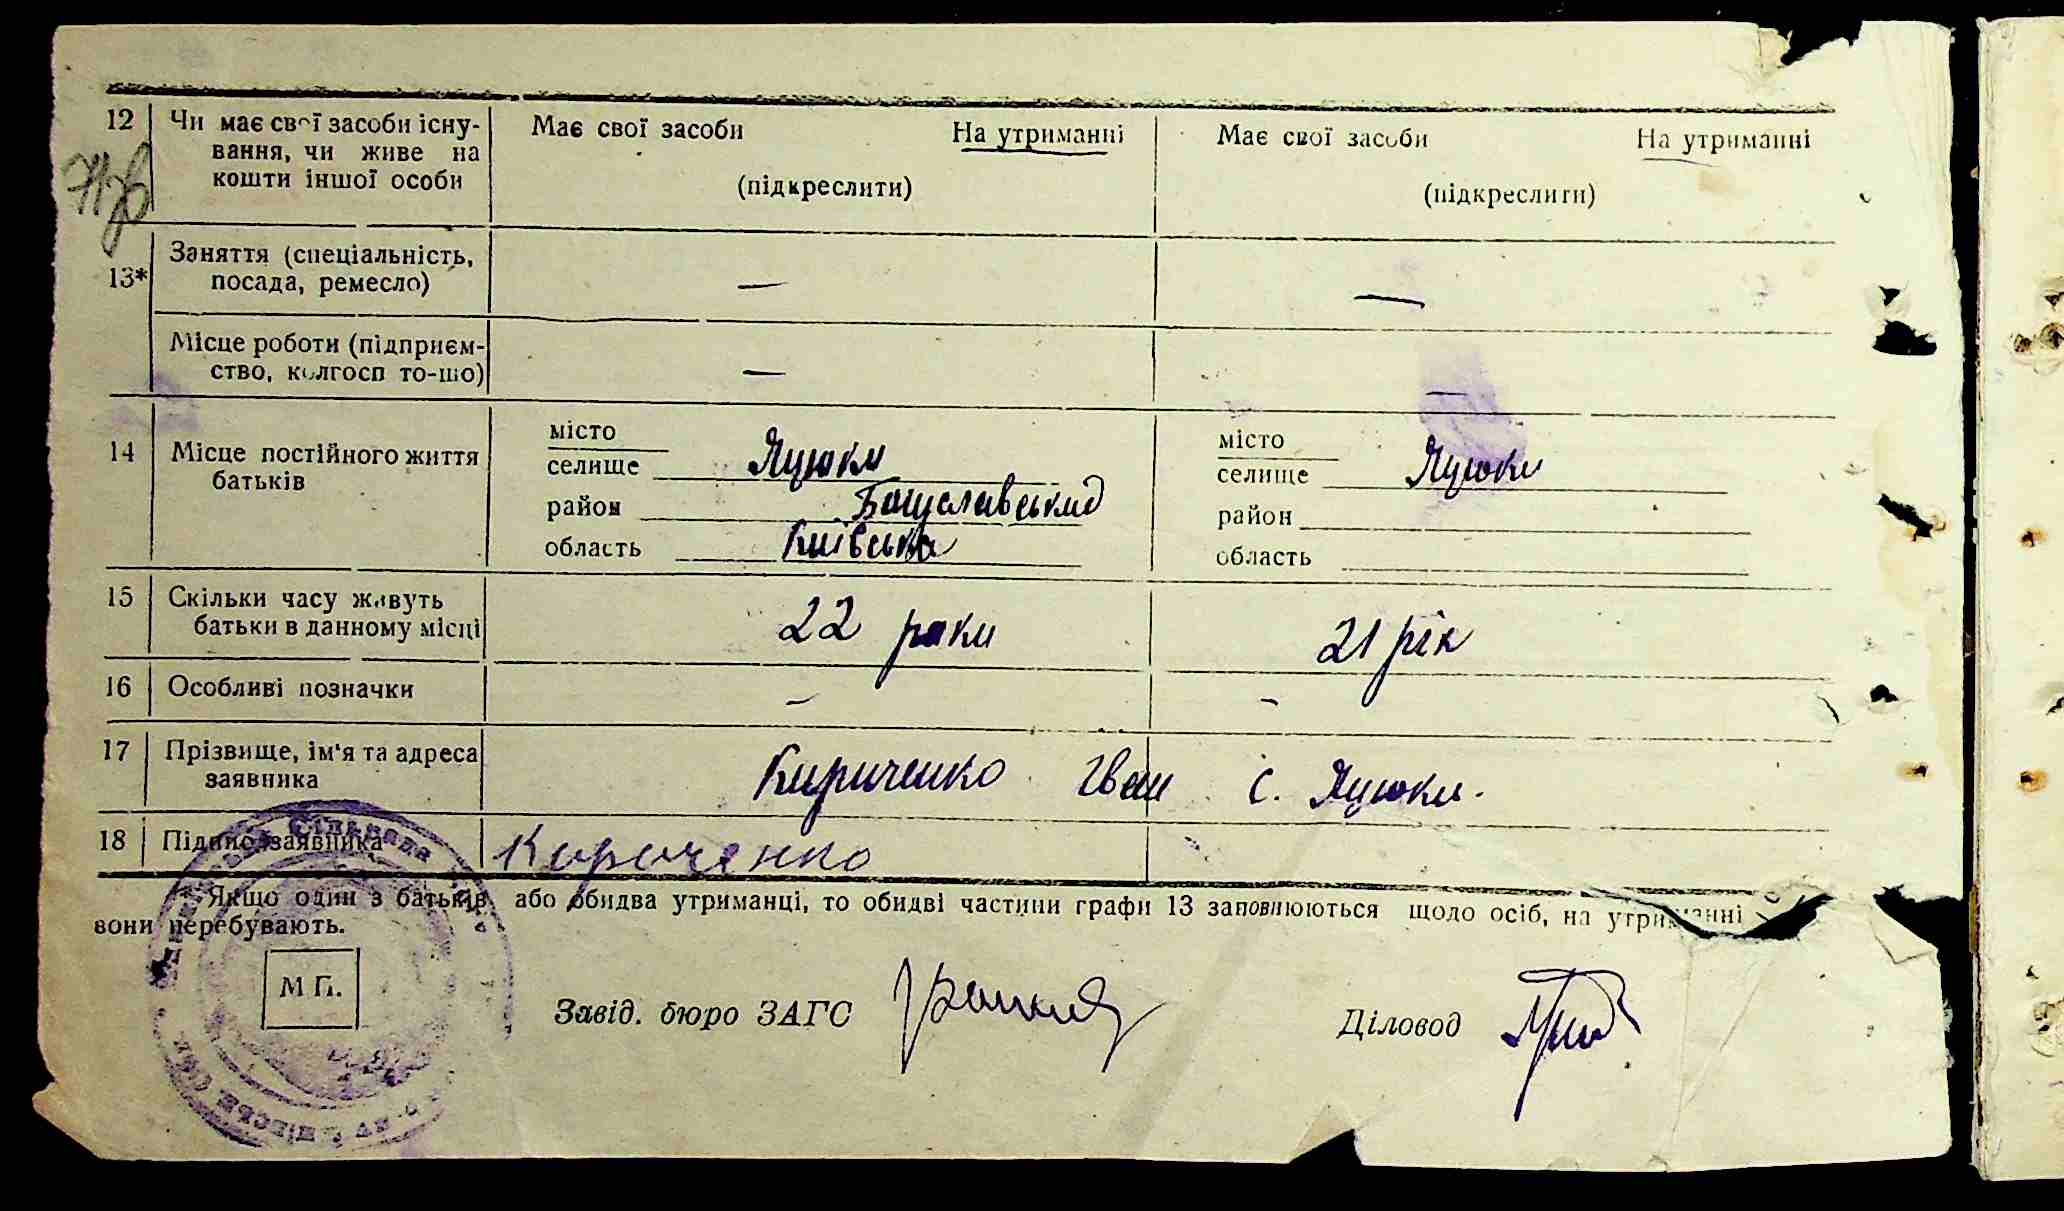 12 Чи має свої засоби існу- Має свої засоби На утриманні Має свої засоби На утриманні
вання, чи живе на
кошти іншої особи (підкреслити) (підкреслити)
13* Заняття (спеціальність,
посада, ремесло) — —
Місце роботи (підприєм-
ство, колгосп то-що) — —
14 Місце постійного життя
батьків
місто місто
селище Яцюки селище Яцюки
район Богуславський район
область Київська область
15 Скільки часу живуть
батьки в данному місці 22 роки 21 рік
16 Особливі позначки – –
17 Прізвище, ім'я та адреса
заявника Кириченко Іван с. Яцюки.
18 Підпис заявника Кириченко
* Якщо один з батьків або обидва утриманці, то обидві частини графи 13 заповнюються щодо осіб, на утриманні
вони перебувають.
М П.
Завід. бюро ЗАГС Діловод